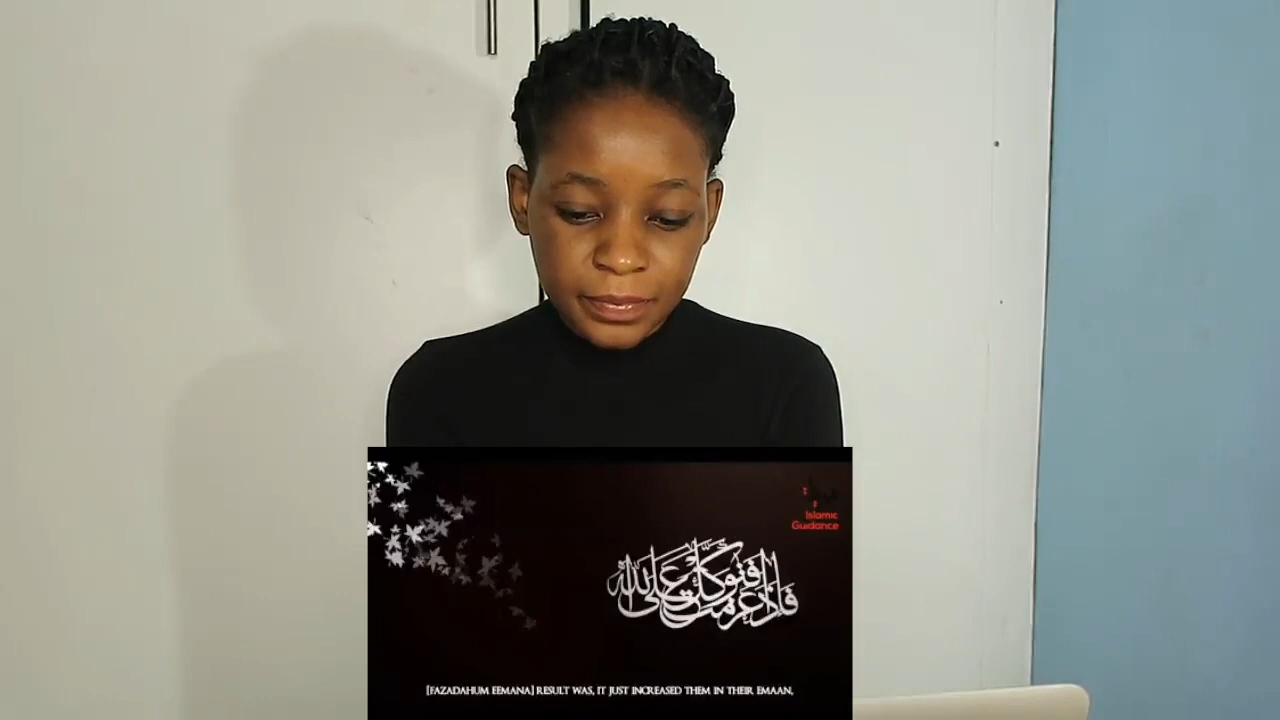 Islamic
Guidance
فإذا عزمت فتوكل على الله
[FAZADAHUM EEMANA] RESULT WAS, IT JUST INCREASED THEM IN THEIR EMAAN,